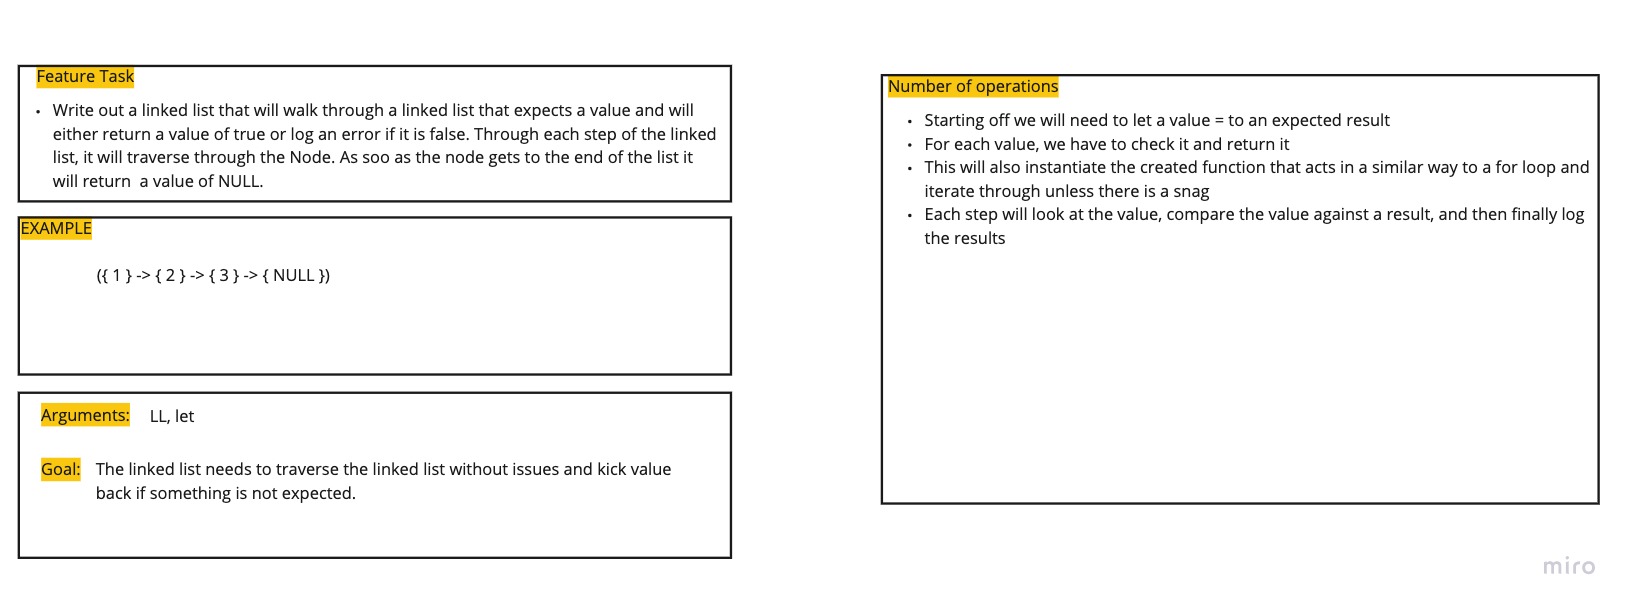 Feature Task
• Write out a linked list that will walk through a linked list that expects a value and will
either return a value of true or log an error if it is false. Through each step of the linked
list, it will traverse through the Node. As soo as the node gets to the end of the list it
will return  a value of NULL.
EXAMPLE
({ 1 } -> { 2 } -> { 3 } -> { NULL })
Arguments: LL, let
Goal: The linked list needs to traverse the linked list without issues and kick value
back if something is not expected.
Number of operations
• Starting off we will need to let a value = to an expected result
• For each value, we have to check it and return it
• This will also instantiate the created function that acts in a similar way to a for loop and
iterate through unless there is a snag
• Each step will look at the value, compare the value against a result, and then finally log
the results
miro